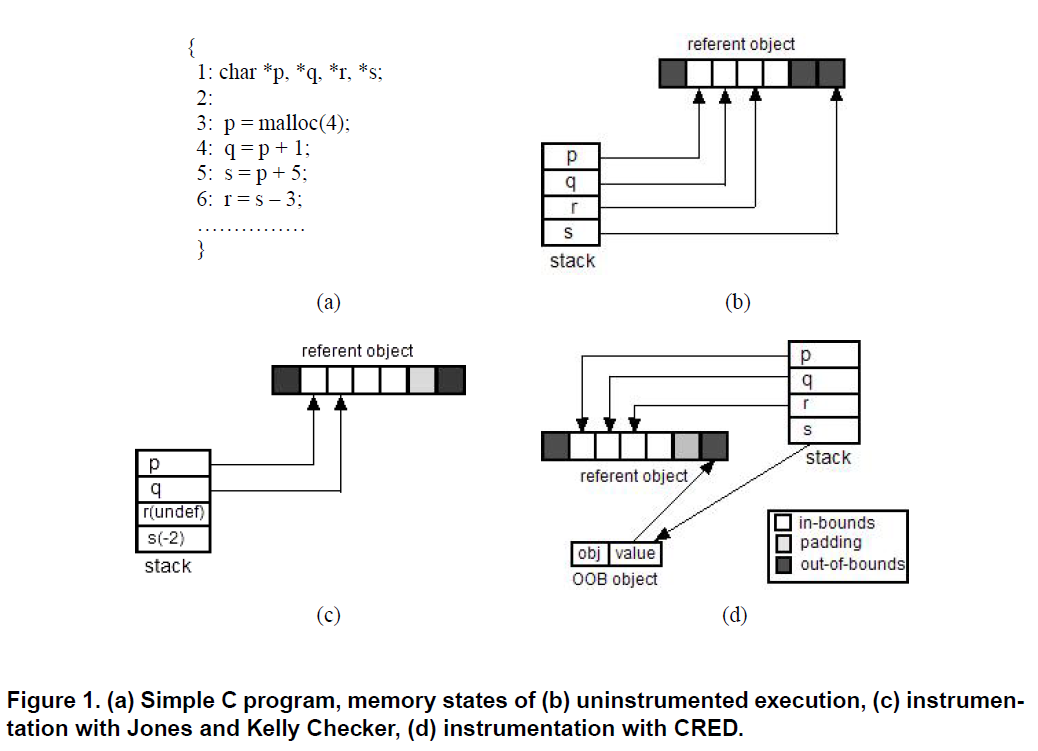 {
1: char *p, *q, *r, *s;
2:
3: p = malloc(4);
4: q = p + 1;
5: s = p + 5;
6: r = s – 3;
……………
}
(a)
referent object
p
q
r
s
stack
(b)
referent object
p
q
r(undef)
s(-2)
stack
(c)
p
q
r
s
stack
referent object
obj value
OOB object
in-bounds
padding
out-of-bounds
(d)
Figure 1. (a) Simple C program, memory states of (b) uninstrumented execution, (c) instrumen-
tation with Jones and Kelly Checker, (d) instrumentation with CRED.